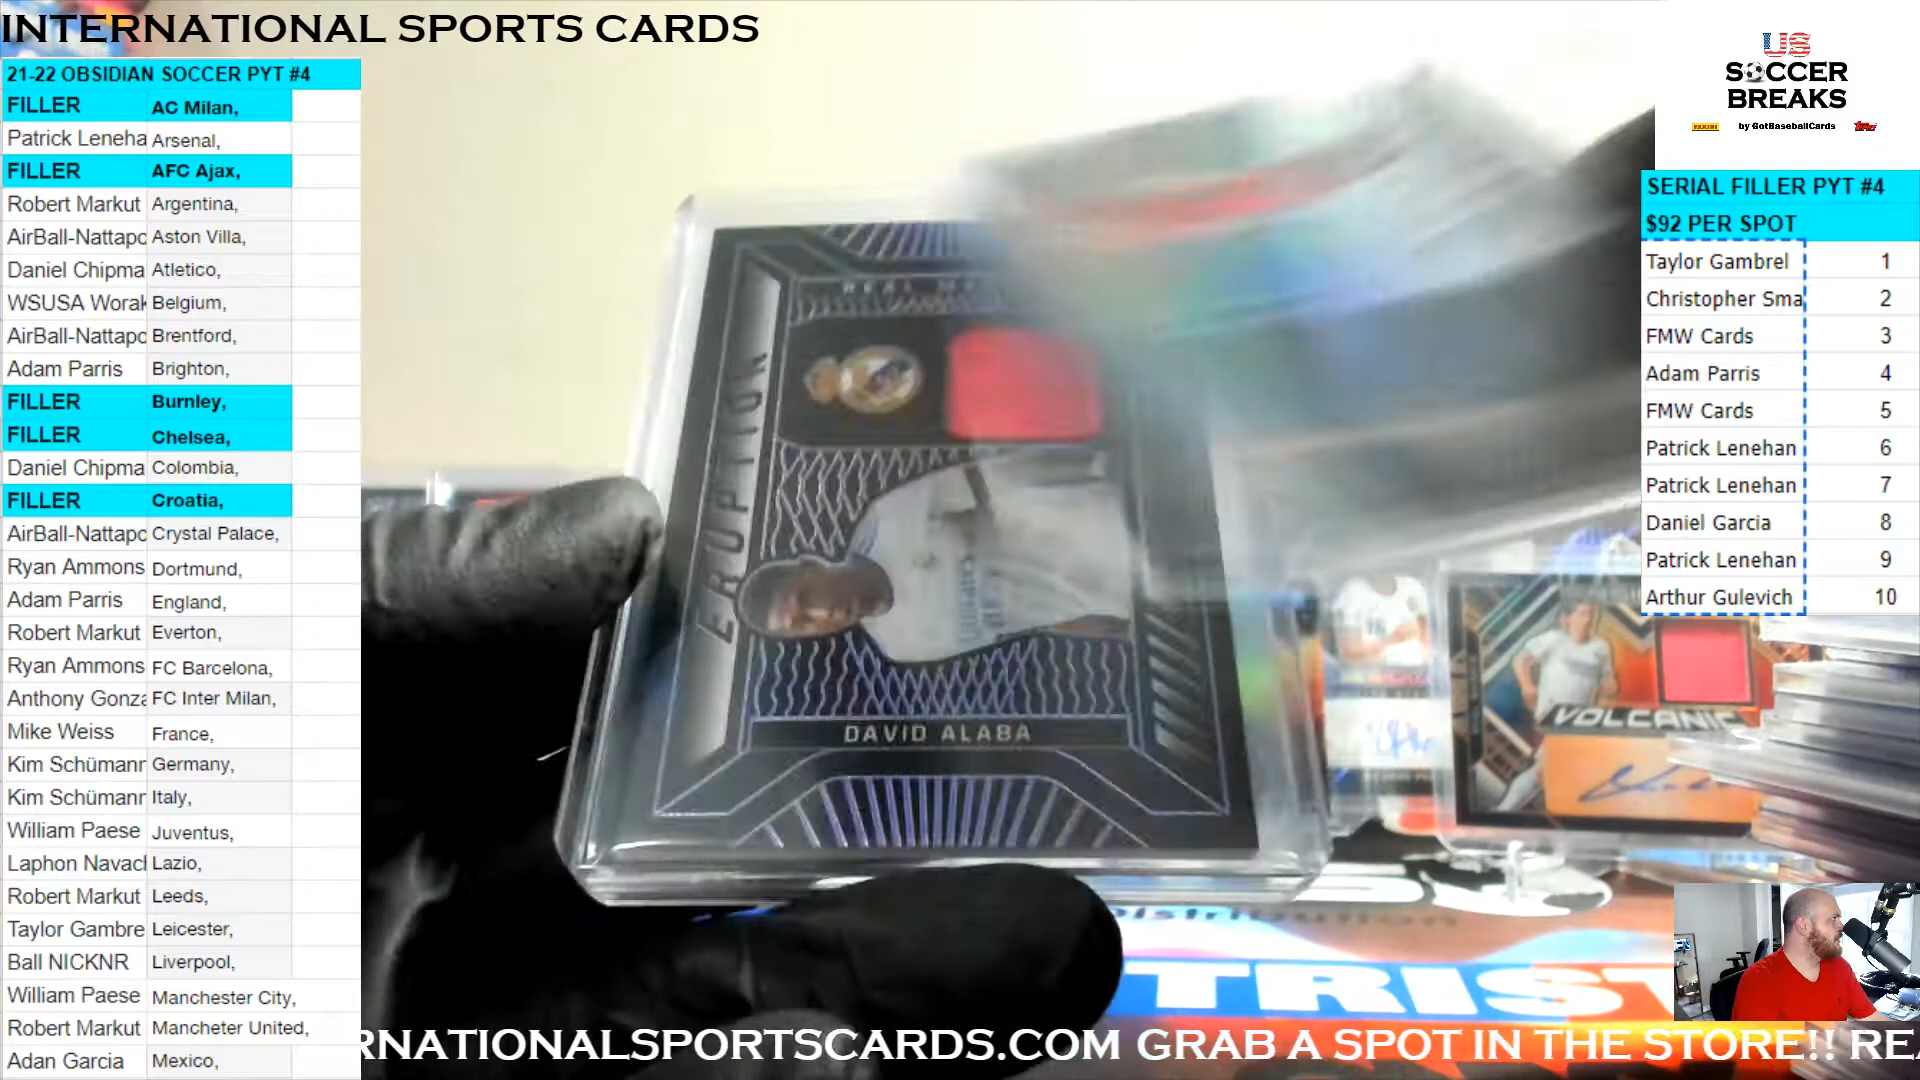 INTERNATIONAL SPORTS CARDS
21-22 OBSIDIAN SOCCER PYT #4
FILLER AC Milan,
Patrick Leneha Arsenal,
FILLER AFC Ajax,
Robert Markut Argentina,
AirBall-Nattapo Aston Villa,
Daniel Chipma Atletico,
WSUSA Worak Belgium,
AirBall-Nattapo Brentford,
Adam Parris Brighton,
FILLER Burnley,
FILLER Chelsea,
Daniel Chipma Colombia,
FILLER Croatia,
AirBall-Nattapo Crystal Palace,
Ryan Ammons Dortmund,
Adam Parris England,
Robert Markut Everton,
Ryan Ammons FC Barcelona,
Anthony Gonza FC Inter Milan,
Mike Weiss France,
Kim Schümann Germany,
Kim Schümann Italy,
William Paese Juventus,
Laphon Navacl Lazio,
Robert Markut Leeds,
Taylor Gambre Leicester,
Ball NICKNR Liverpool,
William Paese Manchester City,
Robert Markut Mancheter United,
Adan Garcia Mexico,
REAL
ERUPTION
DAVID ALABA
VOLCANIC
TRIST
US
SOCCER
BREAKS
PANINI by GotBaseballCards Topps
SERIAL FILLER PYT #4
$92 PER SPOT
Taylor Gambrel 1
Christopher Sma 2
FMW Cards 3
Adam Parris 4
FMW Cards 5
Patrick Lenehan 6
Patrick Lenehan 7
Daniel Garcia 8
Patrick Lenehan 9
Arthur Gulevich 10
RNATIONALSPORTSCARDS.COM GRAB A SPOT IN THE STORE!! RE